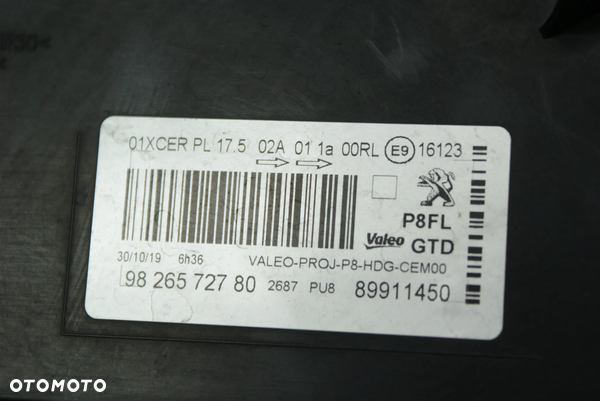 01XCER PL 17.5 02A 01 1a 00RL E9 16123
P8FL
Valeo GTD
30/10/19 6h36 VALEO-PROJ-P8-HDG-CEM00
98 265 727 80 2687 PU8 89911450
OTOMOTO OTOMOTO